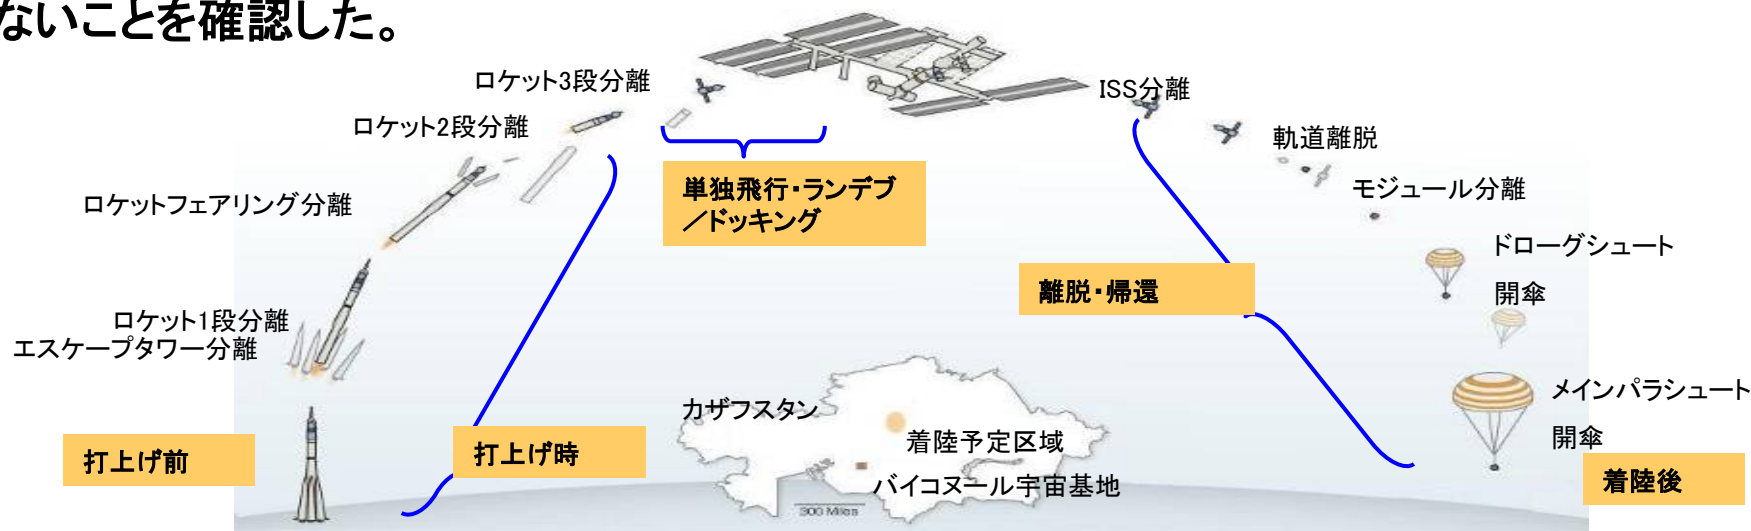 ないことを確認した。
ロケット3段分離
ISS分離
ロケット2段分離
軌道離脱
単独飛行・ランデブ
／ドッキング
モジュール分離
ロケットフェアリング分離
ドローグシュート
開傘
離脱・帰還
ロケット1段分離
エスケープタワー分離
メインパラシュート
開傘
カザフスタン
着陸予定区域
打上げ前
打上げ時
バイコヌール宇宙基地
着陸後
300 Miles